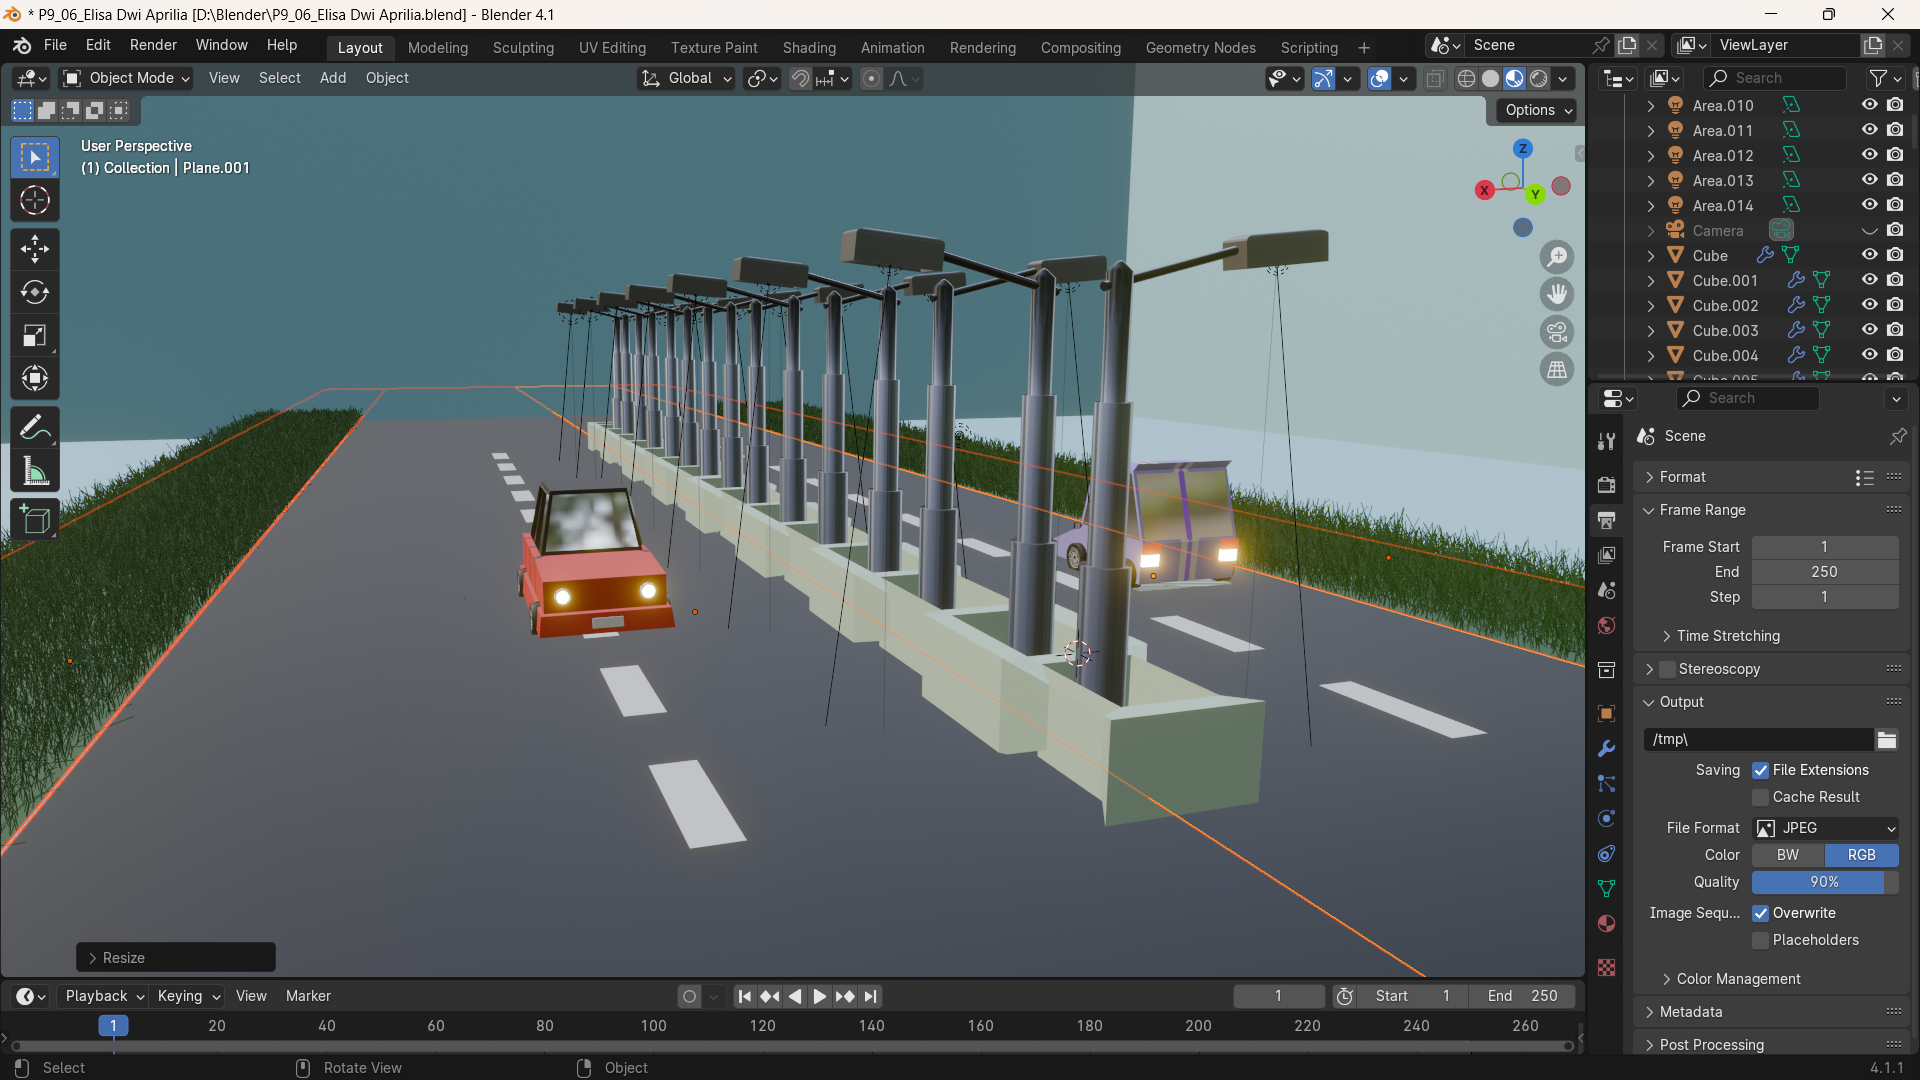 * P9_06_Elisa Dwi Aprilia [D:\Blender\P9_06_Elisa Dwi Aprilia.blend] - Blender 4.1
File Edit Render Window Help Layout Modeling Sculpting UV Editing Texture Paint Shading Animation Rendering Compositing Geometry Nodes Scripting + Scene ViewLayer
Object Mode View Select Add Object Global Search
Options
User Perspective
(1) Collection | Plane.001
Z
X
Y
Area.010
Area.011
Area.012
Area.013
Area.014
Camera
Cube
Cube.001
Cube.002
Cube.003
Cube.004
Cube.005
Search
Scene
Format
Frame Range
Frame Start 1
End 250
Step 1
Time Stretching
Stereoscopy
Output
/tmp\
Saving File Extensions
Cache Result
File Format JPEG
Color BW RGB
Quality 90%
Image Sequ... Overwrite
Placeholders
Color Management
Metadata
Post Processing
Resize
Playback Keying View Marker 1 Start 1 End 250
1 20 40 60 80 100 120 140 160 180 200 220 240 260
Select Rotate View Object 4.1.1